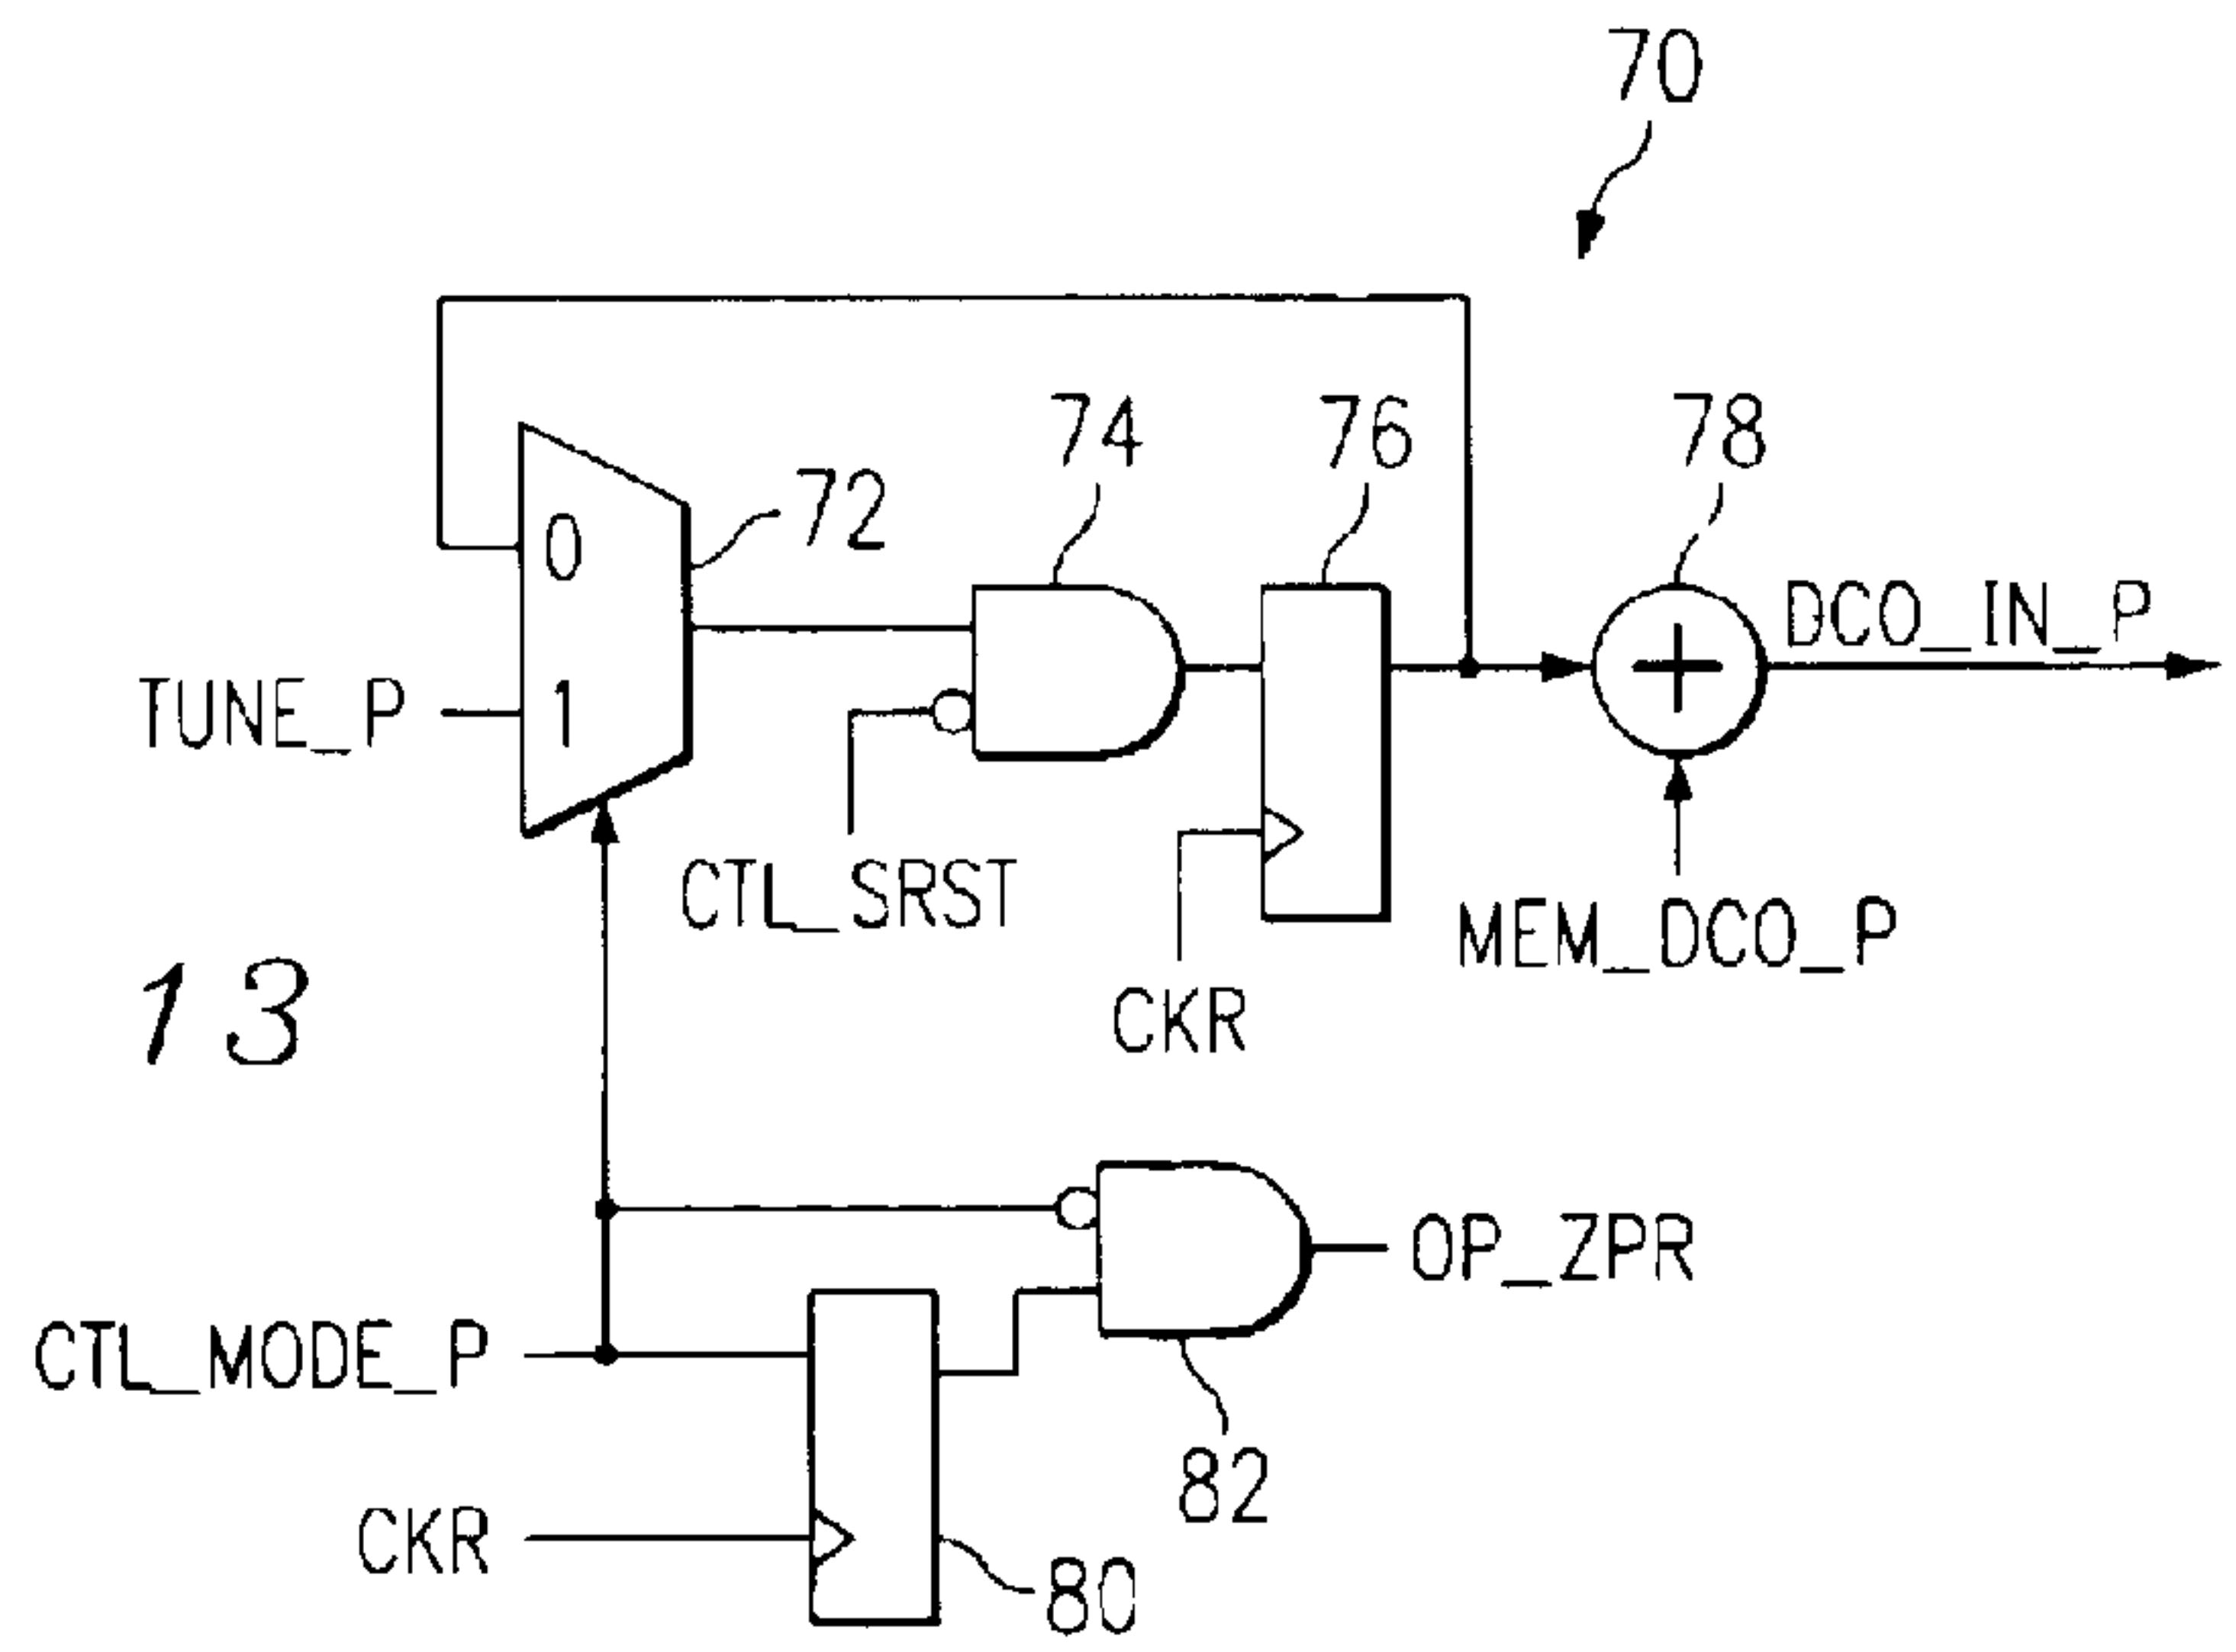 70
74
76
78
72
0
DCO_IN_P
TUNE_P
1
+
CTL_SRST
MEM_DCO_P
13
CKR
OP_ZPR
CTL_MODE_P
82
CKR
80